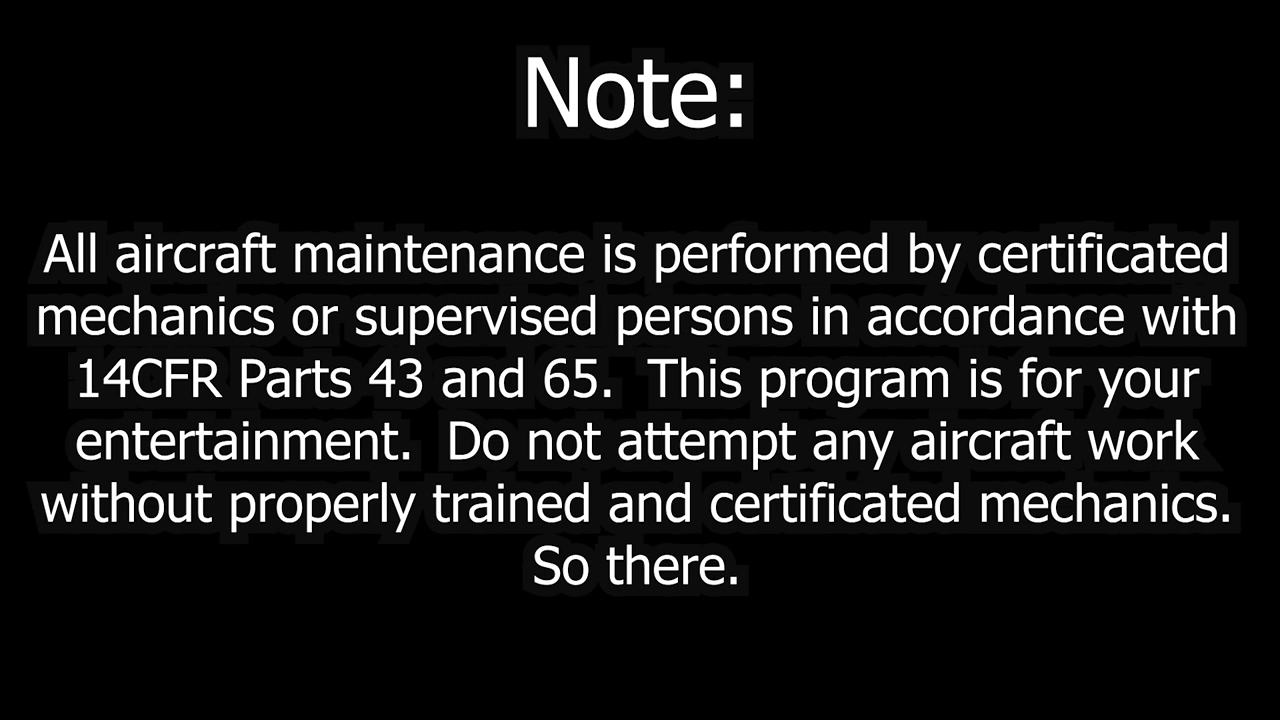 Note:
All aircraft maintenance is performed by certificated
mechanics or supervised persons in accordance with
14CFR Parts 43 and 65.  This program is for your
entertainment.  Do not attempt any aircraft work
without properly trained and certificated mechanics.
So there.